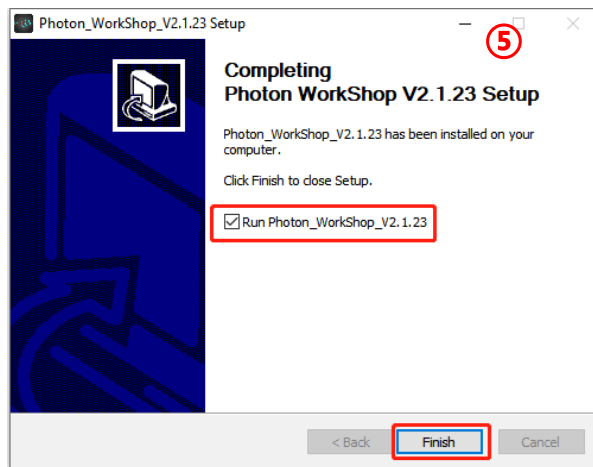 Photon_WorkShop_V2.1.23 Setup
⑤
Completing
Photon WorkShop V2.1.23 Setup
Photon_WorkShop_V2.1.23 has been installed on your
computer.
Click Finish to close Setup.
Run Photon_WorkShop_V2.1.23
< Back Finish Cancel